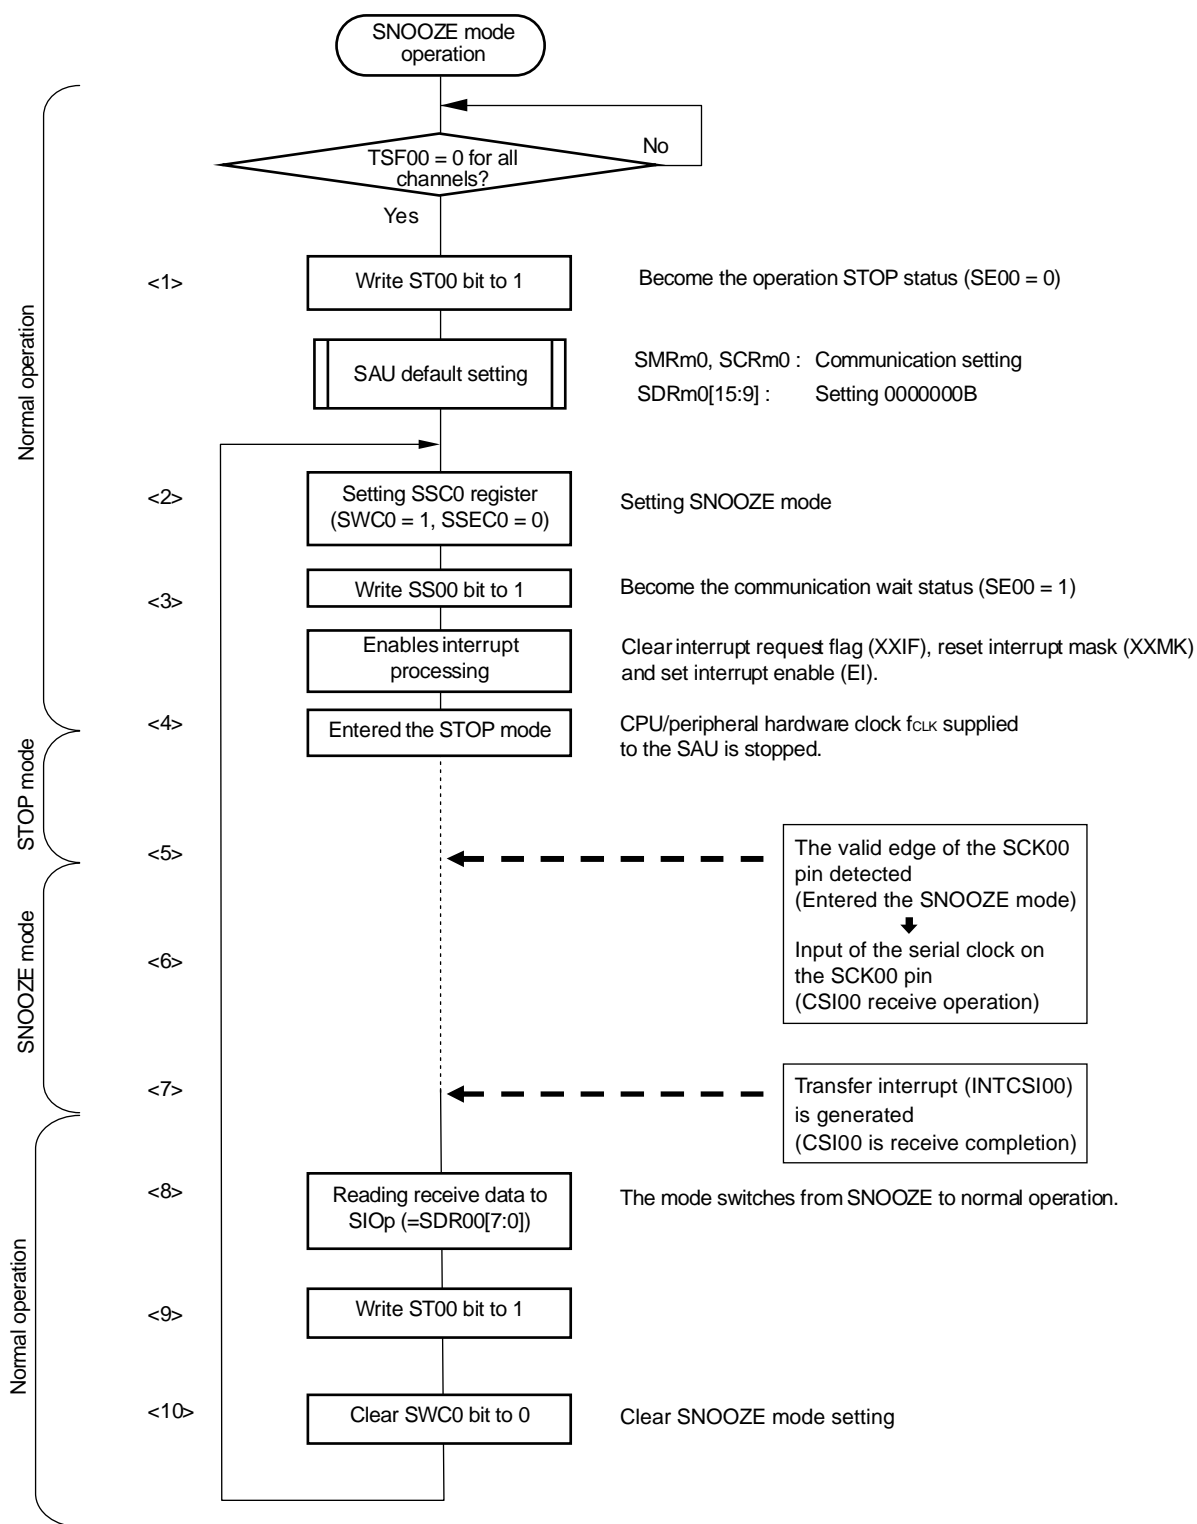 SNOOZE mode
operation
TSF00 = 0 for all
channels?
No
Yes
Normal operation
<1>
Write ST00 bit to 1
Become the operation STOP status (SE00 = 0)
SAU default setting
SMRm0, SCRm0 : Communication setting
SDRm0[15:9] : Setting 0000000B
<2>
Setting SSC0 register
(SWC0 = 1, SSEC0 = 0)
Setting SNOOZE mode
<3>
Write SS00 bit to 1
Become the communication wait status (SE00 = 1)
Enables interrupt
processing
Clear interrupt request flag (XXIF), reset interrupt mask (XXMK)
and set interrupt enable (EI).
<4>
Entered the STOP mode
CPU/peripheral hardware clock fCLK supplied
to the SAU is stopped.
STOP mode
<5>
The valid edge of the SCK00
pin detected
(Entered the SNOOZE mode)
SNOOZE mode
<6>
Input of the serial clock on
the SCK00 pin
(CSI00 receive operation)
<7>
Transfer interrupt (INTCSI00)
is generated
(CSI00 is receive completion)
Normal operation
<8>
Reading receive data to
SIOp (=SDR00[7:0])
The mode switches from SNOOZE to normal operation.
<9>
Write ST00 bit to 1
<10>
Clear SWC0 bit to 0
Clear SNOOZE mode setting